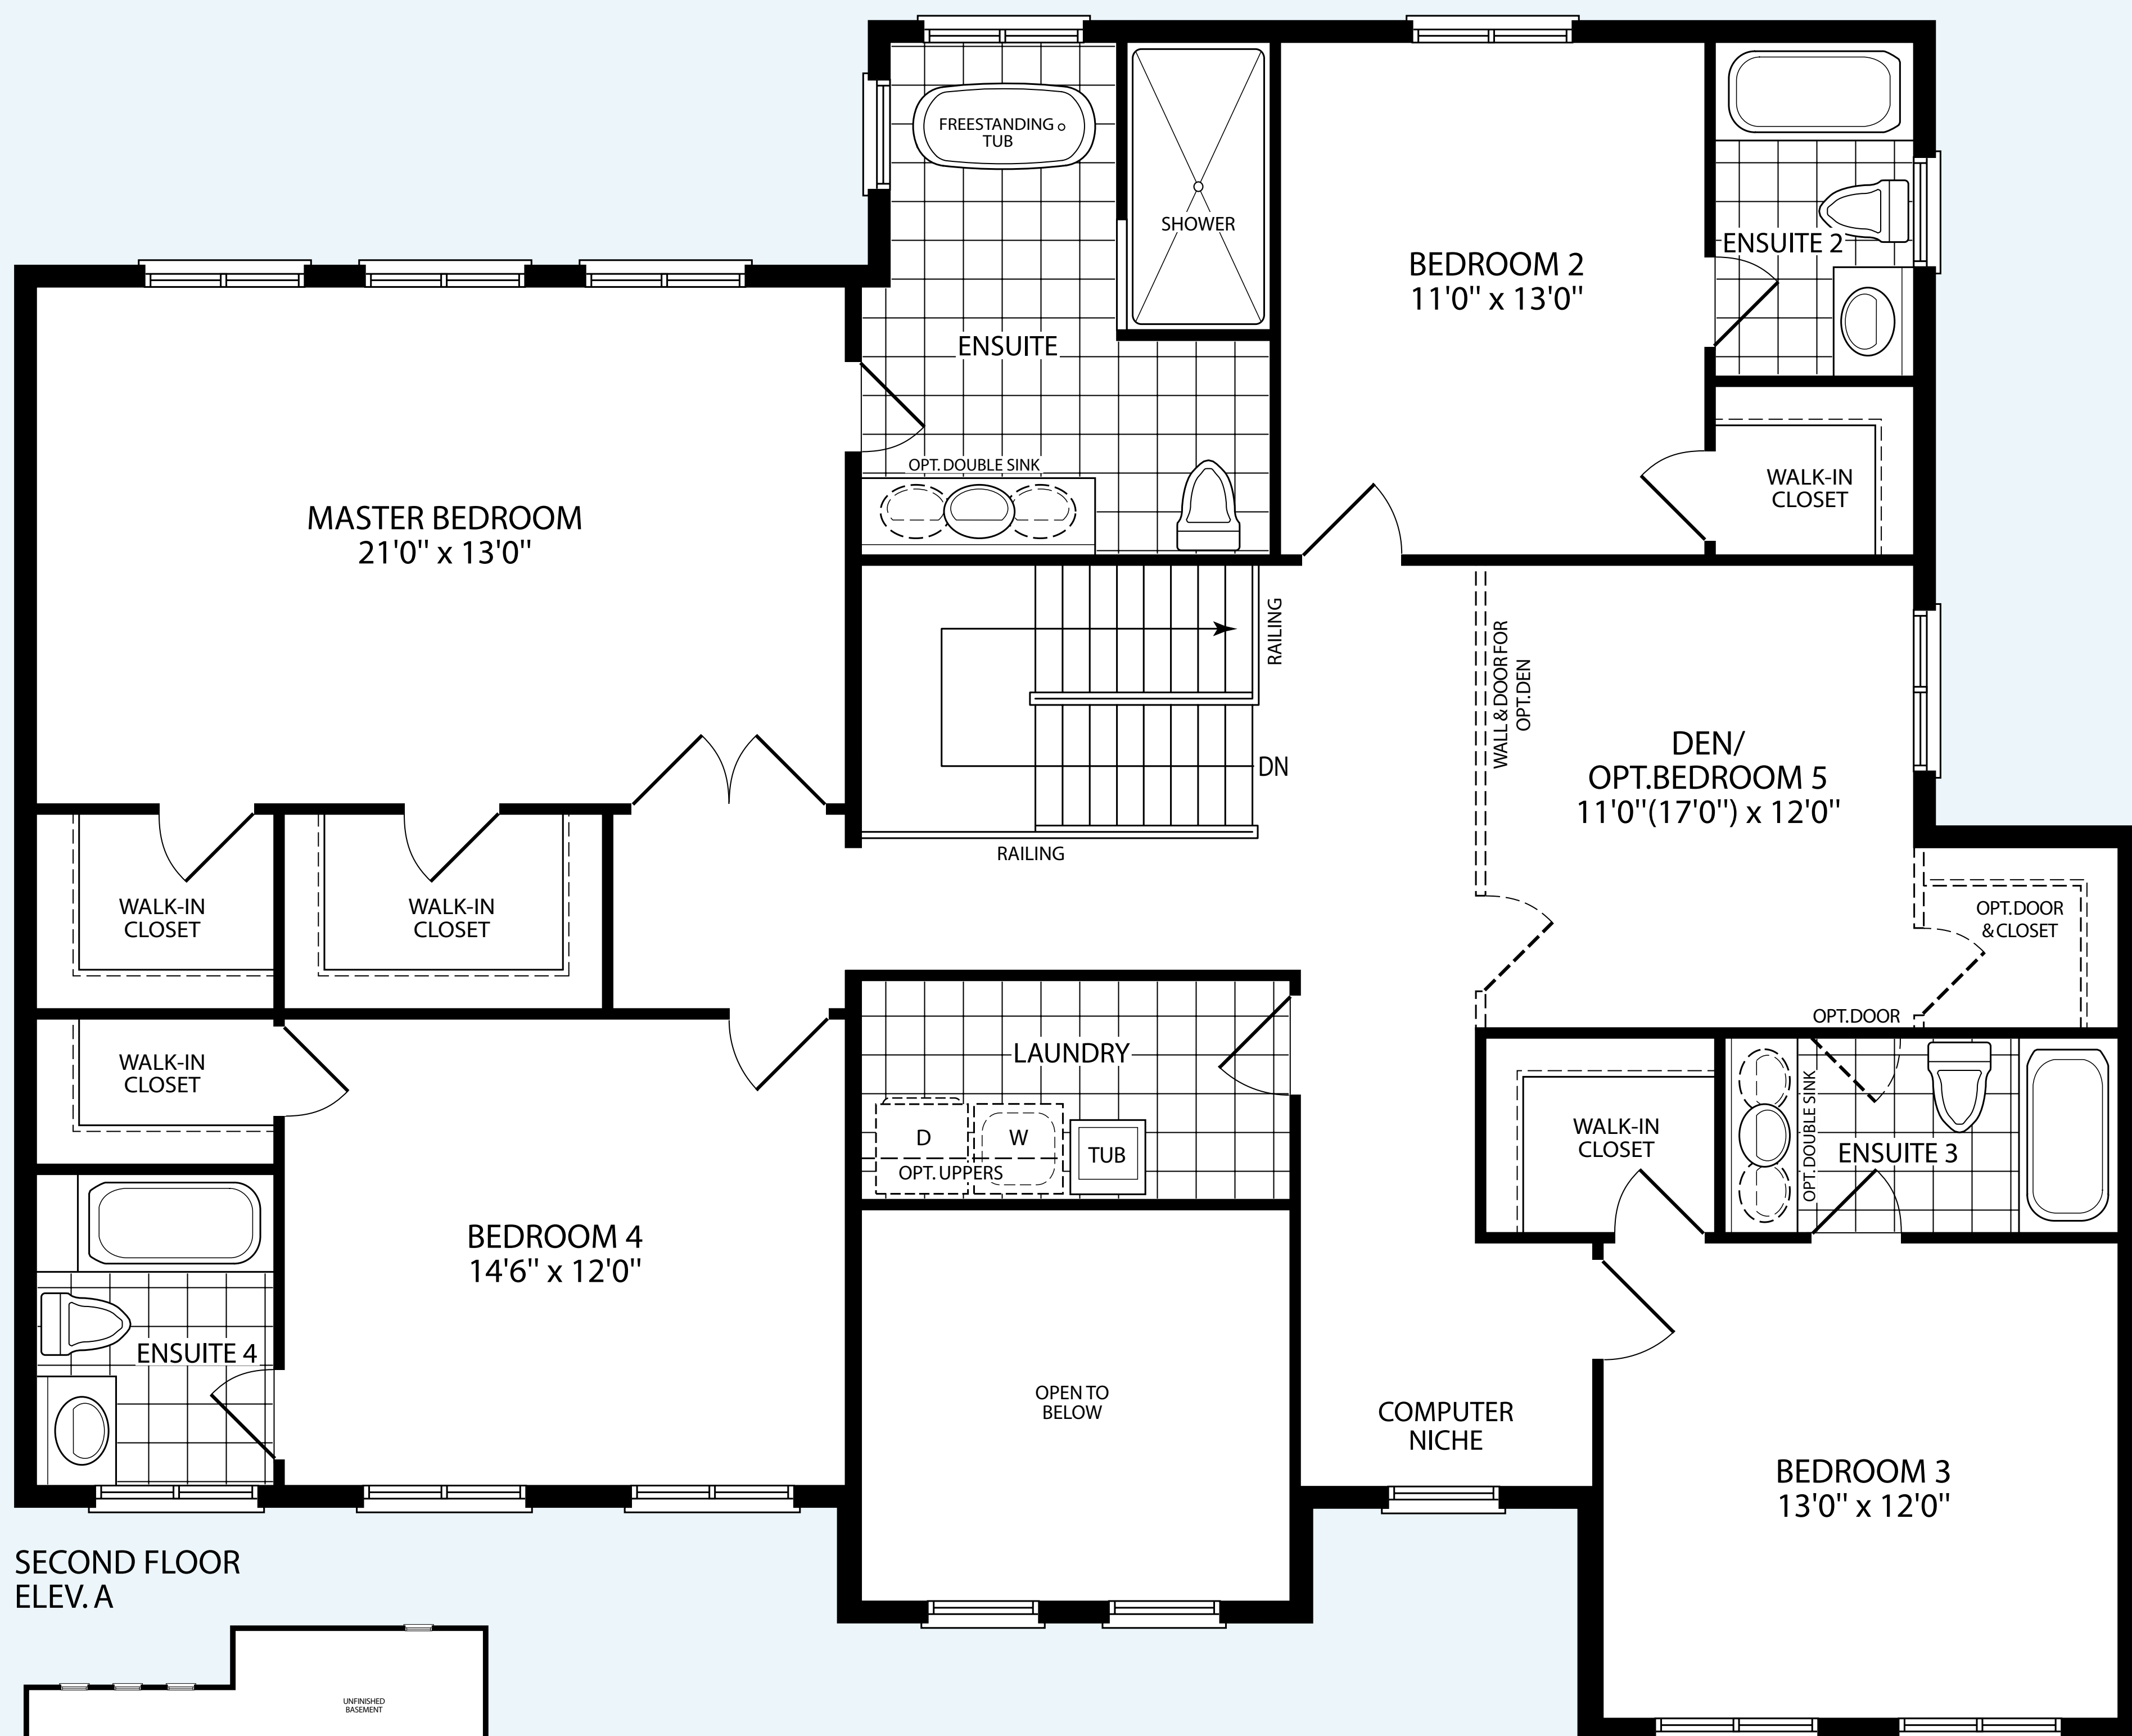 FREESTANDING
TUB
SHOWER
ENSUITE
OPT. DOUBLE SINK
BEDROOM 2
11'0" x 13'0"
ENSUITE 2
WALK-IN
CLOSET
MASTER BEDROOM
21'0" x 13'0"
RAILING
DN
RAILING
WALL & DOOR FOR
OPT.DEN
DEN/
OPT.BEDROOM 5
11'0"(17'0") x 12'0"
OPT.DOOR
& CLOSET
OPT.DOOR
WALK-IN
CLOSET
WALK-IN
CLOSET
WALK-IN
CLOSET
LAUNDRY
D
W
TUB
OPT. UPPERS
WALK-IN
CLOSET
OPT. DOUBLE SINK
ENSUITE 3
BEDROOM 4
14'6" x 12'0"
ENSUITE 4
OPEN TO
BELOW
COMPUTER
NICHE
BEDROOM 3
13'0" x 12'0"
SECOND FLOOR
ELEV. A
UNFINISHED
BASEMENT